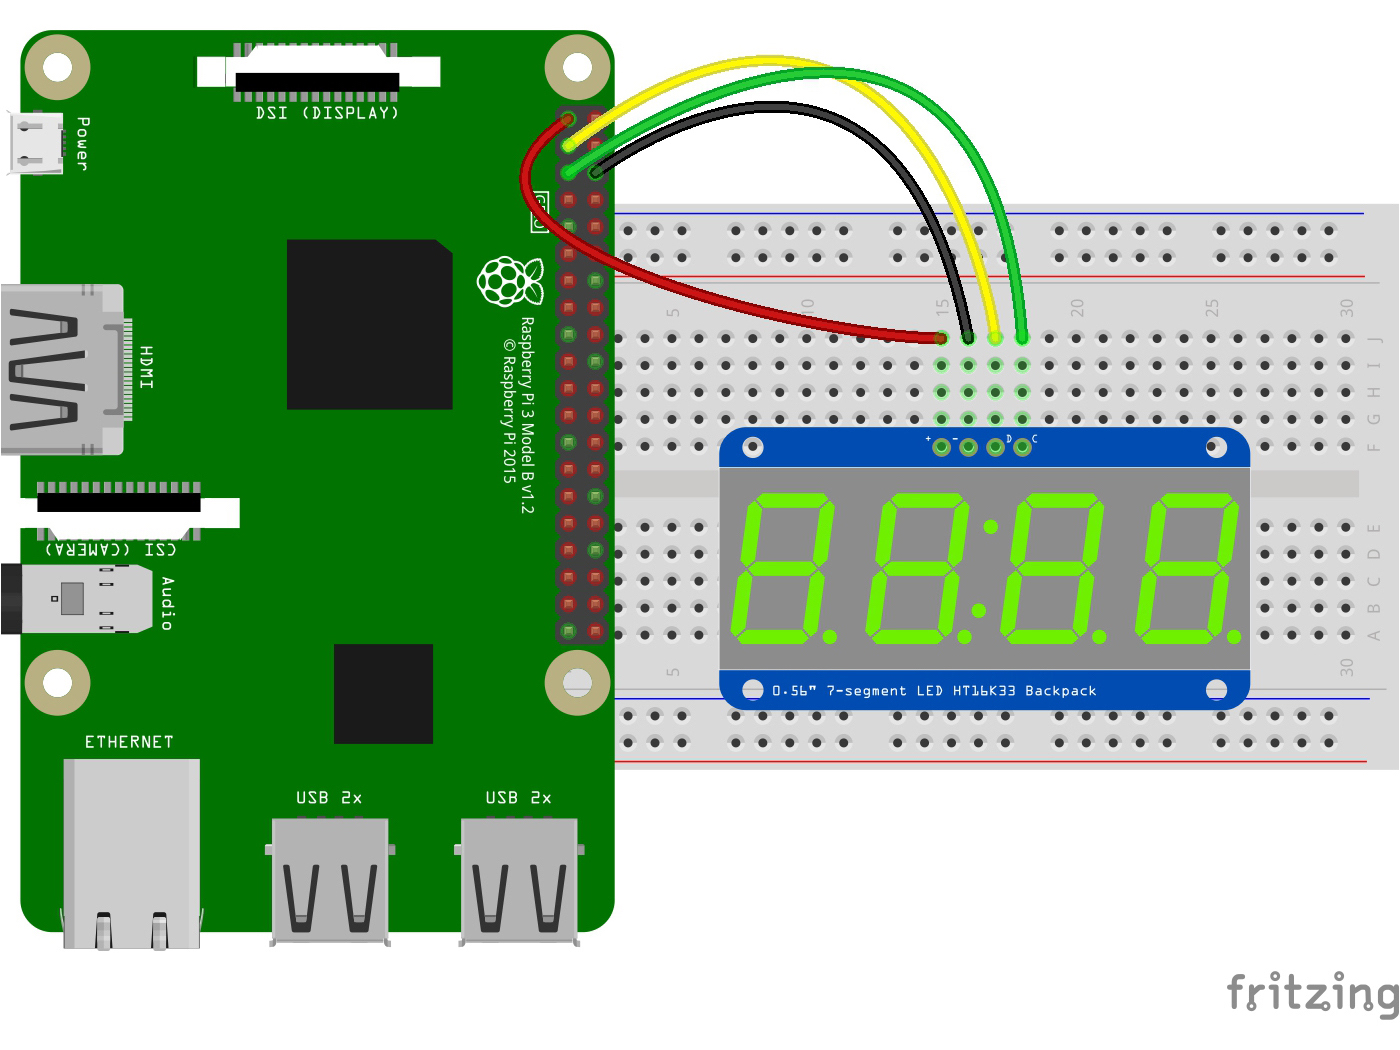 DSI (DISPLAY)
Power
GPIO
HDMI
Raspberry Pi 3 Model B v1.2
© Raspberry Pi 2015
CSI (CAMERA)
Audio
ETHERNET
USB 2x
USB 2x
5
10
15
20
25
30
J
I
H
G
F
E
D
C
B
A
+
-
D
C
0.56" 7-segment LED HT16K33 Backpack
5
30
fritzing